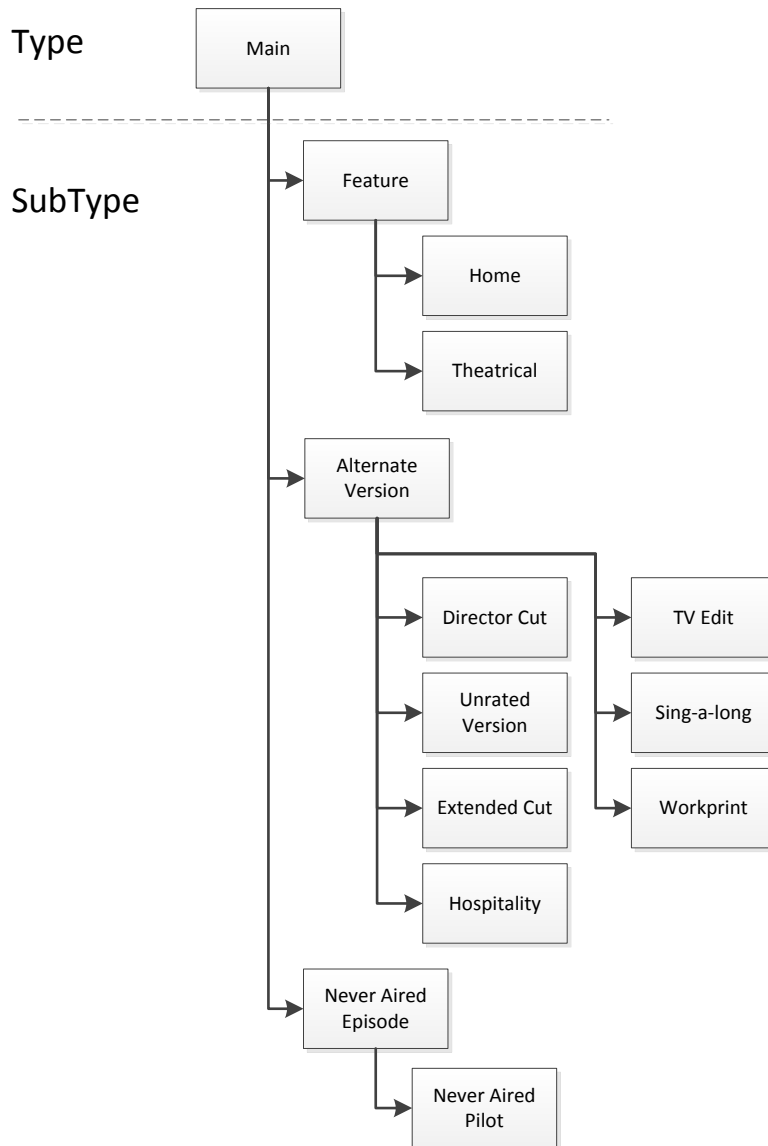 Type
Main
SubType
Feature
Home
Theatrical
Alternate
Version
Director Cut
TV Edit
Unrated
Version
Sing-a-long
Extended Cut
Workprint
Hospitality
Never Aired
Episode
Never Aired
Pilot